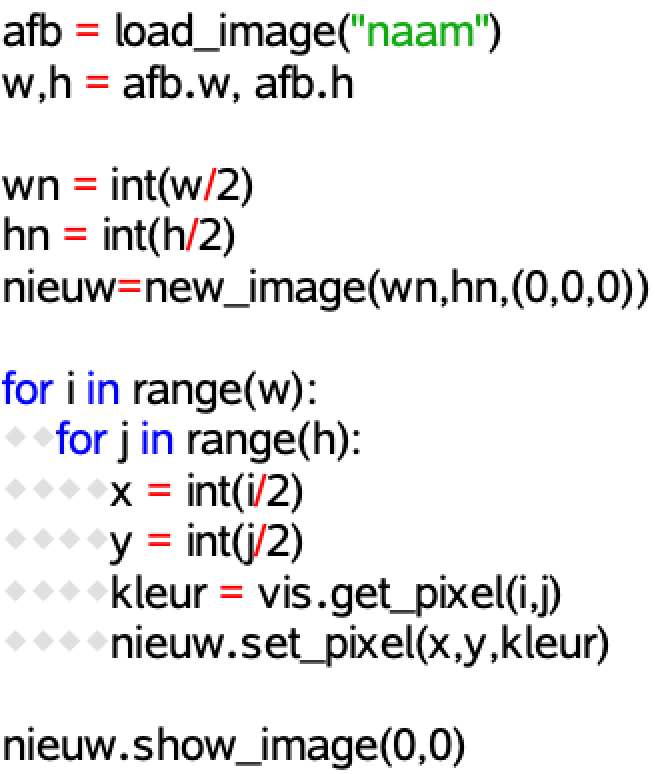 afb = load_image("naam")
w,h = afb.w, afb.h
wn = int(w/2)
hn = int(h/2)
nieuw=new_image(wn,hn,(0,0,0))
for i in range(w):
◆◆for j in range(h):
◆◆◆◆x = int(i/2)
◆◆◆◆y = int(j/2)
◆◆◆◆kleur = vis.get_pixel(i,j)
◆◆◆◆nieuw.set_pixel(x,y,kleur)
nieuw.show_image(0,0)